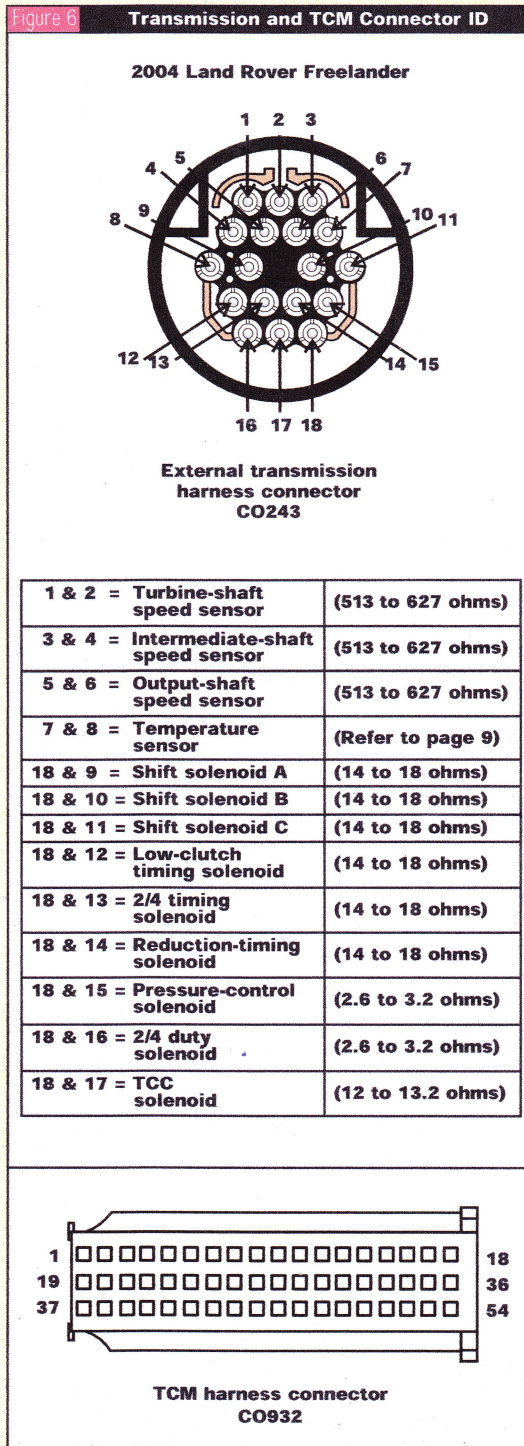 Figure 6 Transmission and TCM Connector ID
2004 Land Rover Freelander
1 2 3
5 6
4 7
9 10
8 11
12 13 14 15
16 17 18
External transmission
harness connector
CO243
1 & 2 = Turbine-shaft
speed sensor (513 to 627 ohms)
3 & 4 = Intermediate-shaft
speed sensor (513 to 627 ohms)
5 & 6 = Output-shaft
speed sensor (513 to 627 ohms)
7 & 8 = Temperature
sensor (Refer to page 9)
18 & 9 = Shift solenoid A (14 to 18 ohms)
18 & 10 = Shift solenoid B (14 to 18 ohms)
18 & 11 = Shift solenoid C (14 to 18 ohms)
18 & 12 = Low-clutch
timing solenoid (14 to 18 ohms)
18 & 13 = 2/4 timing
solenoid (14 to 18 ohms)
18 & 14 = Reduction-timing
solenoid (14 to 18 ohms)
18 & 15 = Pressure-control
solenoid (2.6 to 3.2 ohms)
18 & 16 = 2/4 duty
solenoid (2.6 to 3.2 ohms)
18 & 17 = TCC
solenoid (12 to 13.2 ohms)
1 18
19 36
37 54
TCM harness connector
CO932